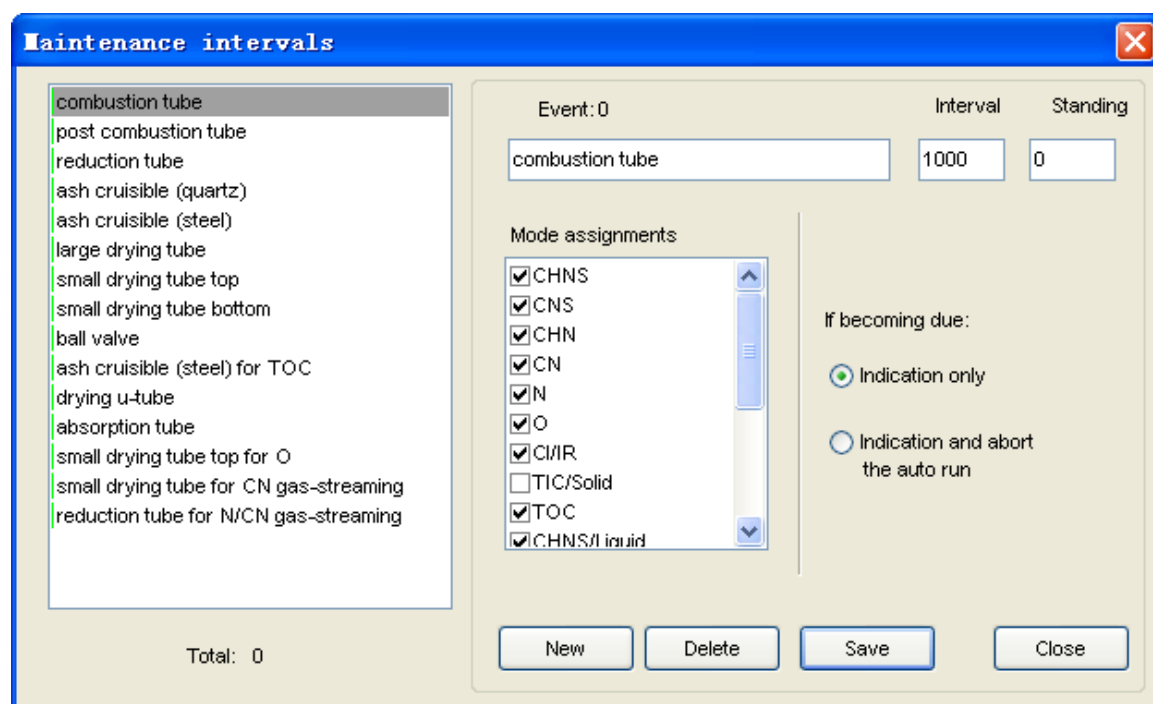 Maintenance intervals
combustion tube
post combustion tube
reduction tube
ash cruisible (quartz)
ash cruisible (steel)
large drying tube
small drying tube top
small drying tube bottom
ball valve
ash cruisible (steel) for TOC
drying u-tube
absorption tube
small drying tube top for O
small drying tube for CN gas-streaming
reduction tube for N/CN gas-streaming
Total: 0
Event: 0 Interval Standing
combustion tube 1000 0
Mode assignments
CHNS
CNS
CHN
CN
N
O
Cl/IR
TIC/Solid
TOC
CHNS/Liquid
If becoming due:
Indication only
Indication and abort
the auto run
New Delete Save Close